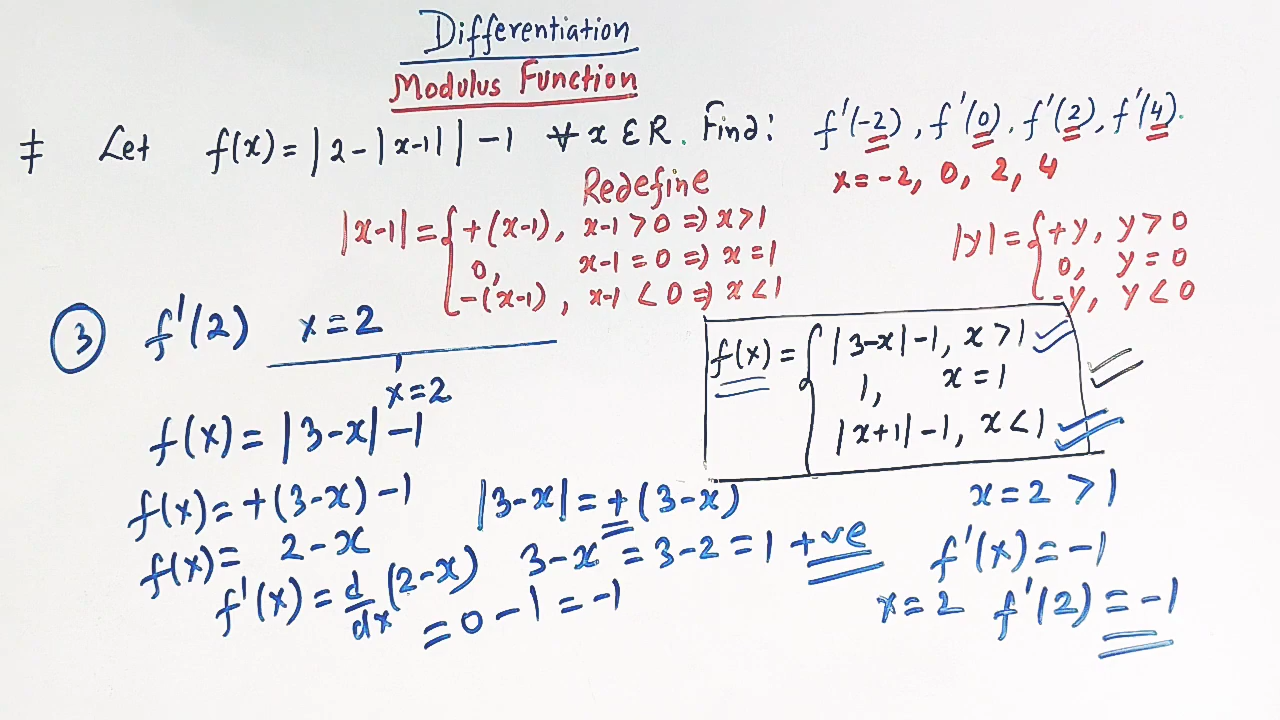 Differentiation
Modulus Function
# Let f(x) = |2-|x-1|| -1 ∀ x ∈ R. Find: f'(-2), f'(0), f'(2), f'(4).
x = -2, 0, 2, 4
Redefine
|x-1| = { +(x-1), x-1 > 0 => x > 1
0, x-1 = 0 => x = 1
-(x-1), x-1 < 0 => x < 1
|y| = { +y, y > 0
0, y = 0
-y, y < 0
③ f'(2) x = 2
x = 2
f(x) = { |3-x| -1, x > 1
1, x = 1
|x+1| -1, x < 1
f(x) = |3-x| -1
f(x) = +(3-x) -1 |3-x| = +(3-x) x = 2 > 1
f(x) = 2-x 3-x = 3-2 = 1 +ve f'(x) = -1
f'(x) = d/dx (2-x) x = 2 f'(2) = -1
= 0 - 1 = -1